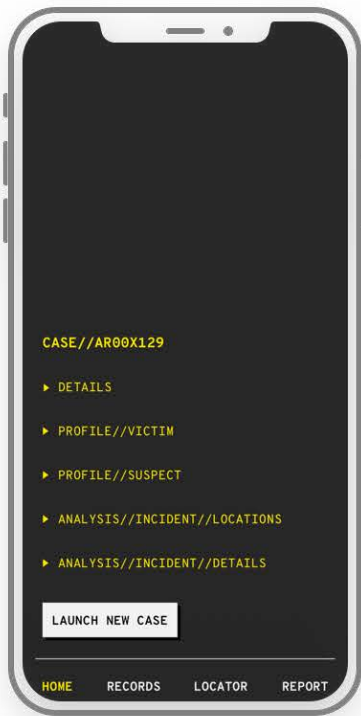 CASE//AR00X129
▸ DETAILS
▸ PROFILE//VICTIM
▸ PROFILE//SUSPECT
▸ ANALYSIS//INCIDENT//LOCATIONS
▸ ANALYSIS//INCIDENT//DETAILS
LAUNCH NEW CASE
HOME RECORDS LOCATOR REPORT